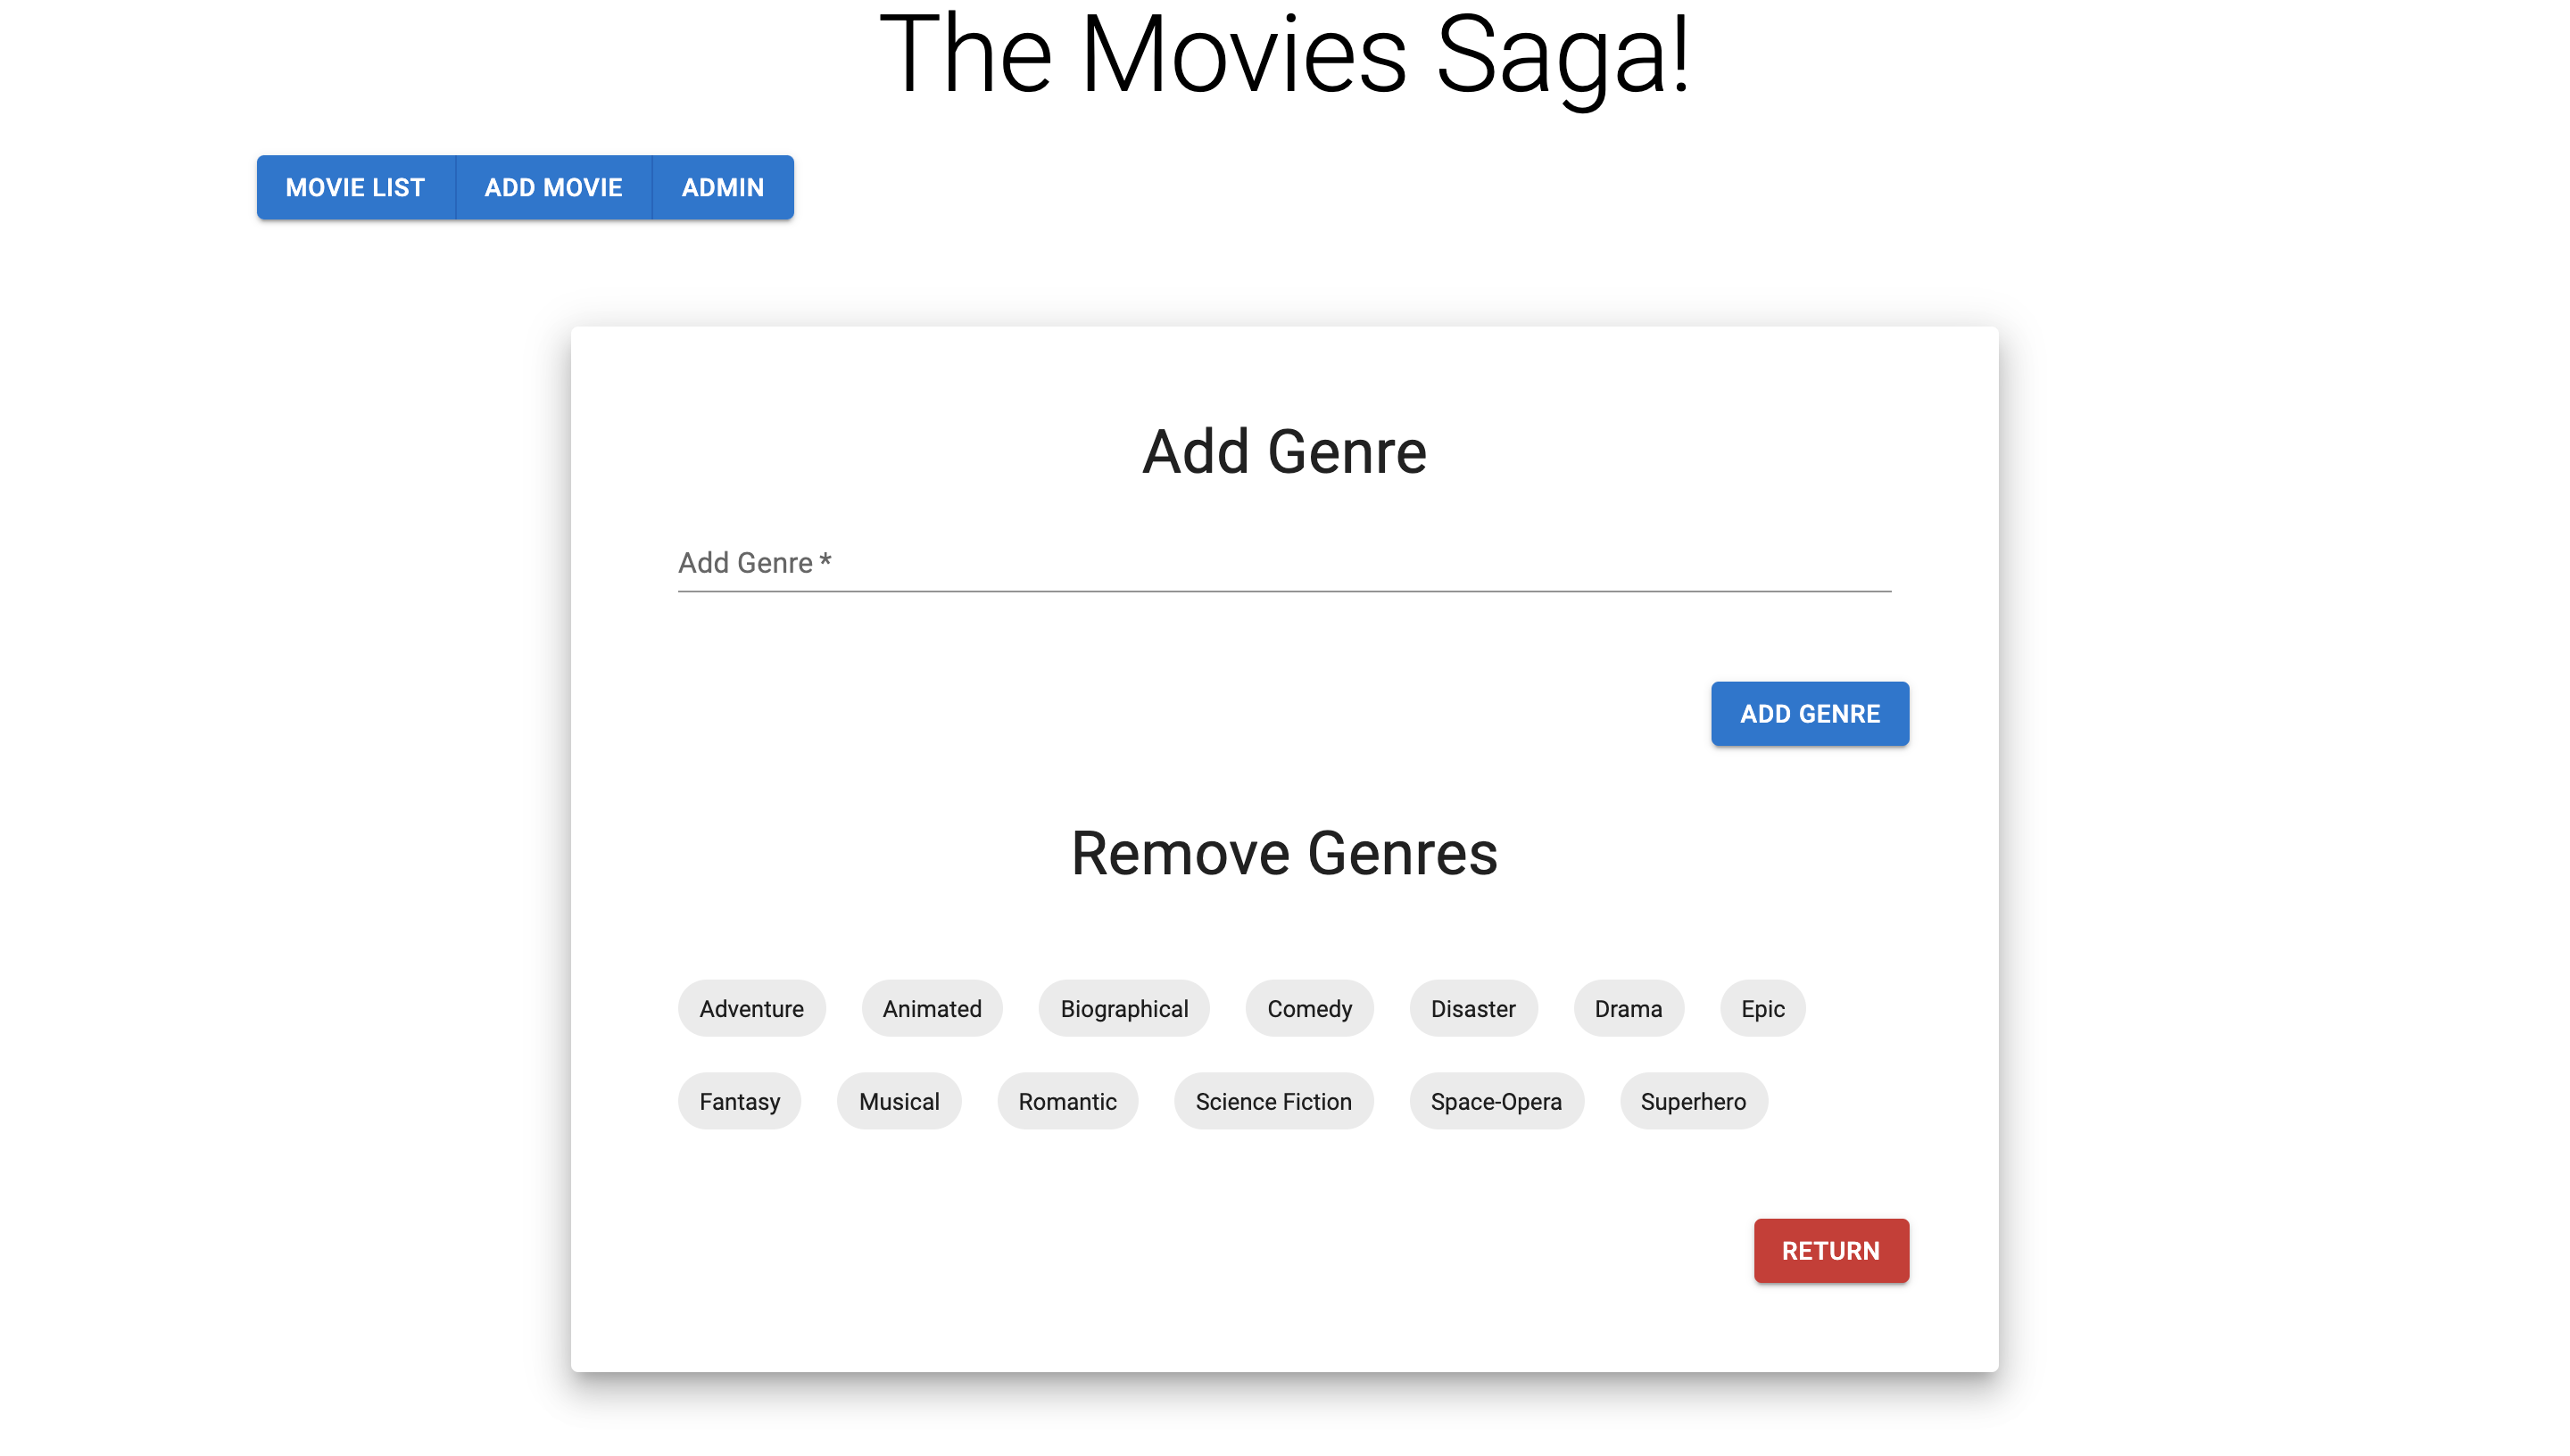 The Movies Saga!
MOVIE LIST ADD MOVIE ADMIN
Add Genre
Add Genre *
ADD GENRE
Remove Genres
Adventure Animated Biographical Comedy Disaster Drama Epic
Fantasy Musical Romantic Science Fiction Space-Opera Superhero
RETURN